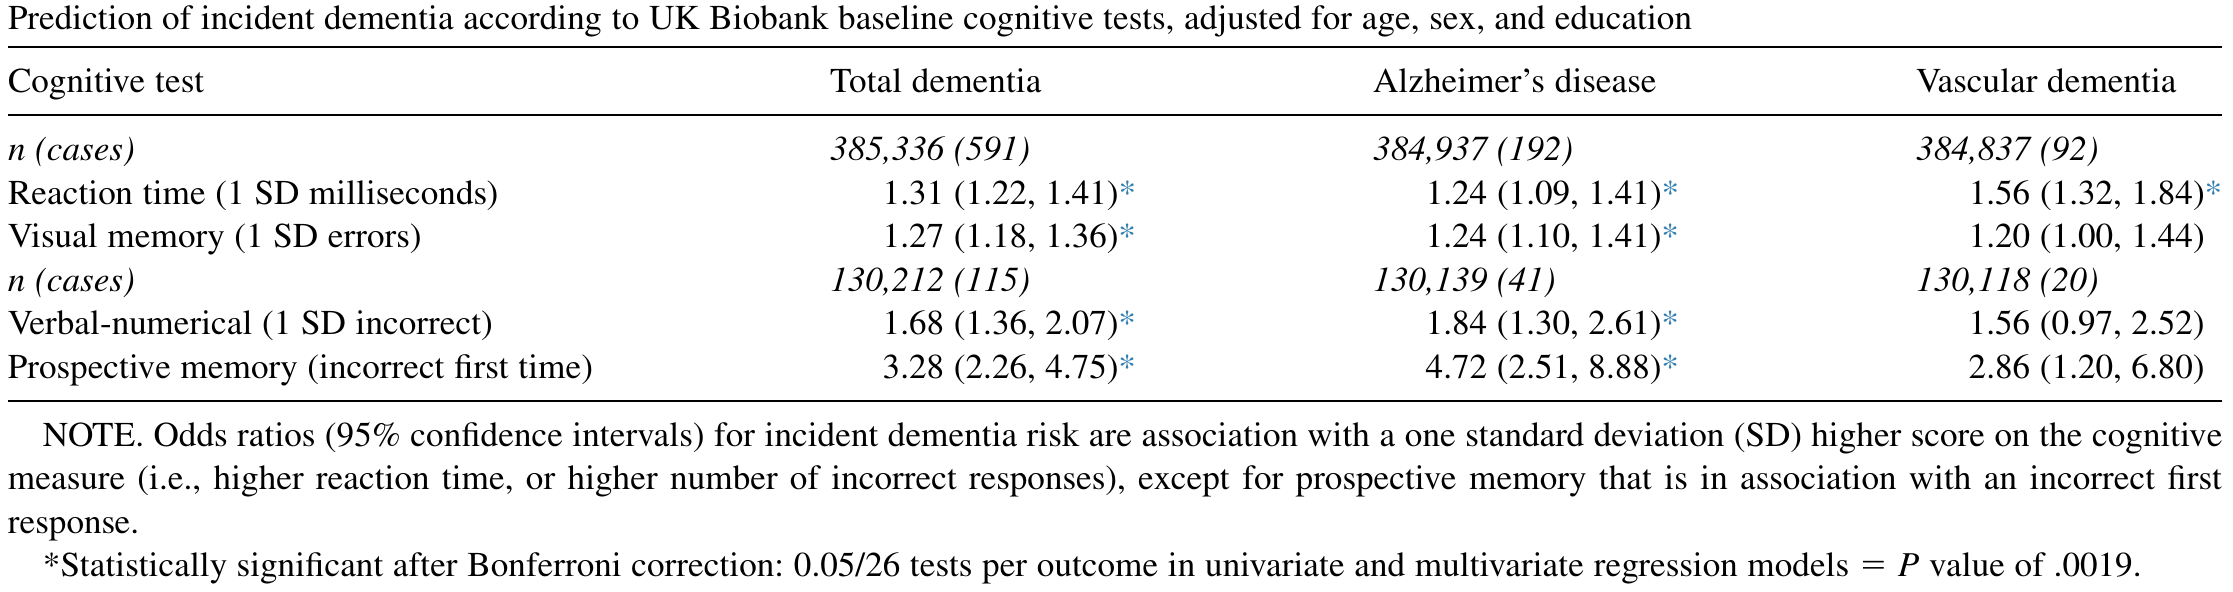 Prediction of incident dementia according to UK Biobank baseline cognitive tests, adjusted for age, sex, and education
Cognitive test Total dementia Alzheimer’s disease Vascular dementia
n (cases) 385,336 (591) 384,937 (192) 384,837 (92)
Reaction time (1 SD milliseconds) 1.31 (1.22, 1.41)* 1.24 (1.09, 1.41)* 1.56 (1.32, 1.84)*
Visual memory (1 SD errors) 1.27 (1.18, 1.36)* 1.24 (1.10, 1.41)* 1.20 (1.00, 1.44)
n (cases) 130,212 (115) 130,139 (41) 130,118 (20)
Verbal-numerical (1 SD incorrect) 1.68 (1.36, 2.07)* 1.84 (1.30, 2.61)* 1.56 (0.97, 2.52)
Prospective memory (incorrect first time) 3.28 (2.26, 4.75)* 4.72 (2.51, 8.88)* 2.86 (1.20, 6.80)
NOTE. Odds ratios (95% confidence intervals) for incident dementia risk are association with a one standard deviation (SD) higher score on the cognitive
measure (i.e., higher reaction time, or higher number of incorrect responses), except for prospective memory that is in association with an incorrect first
response.
*Statistically significant after Bonferroni correction: 0.05/26 tests per outcome in univariate and multivariate regression models = P value of .0019.